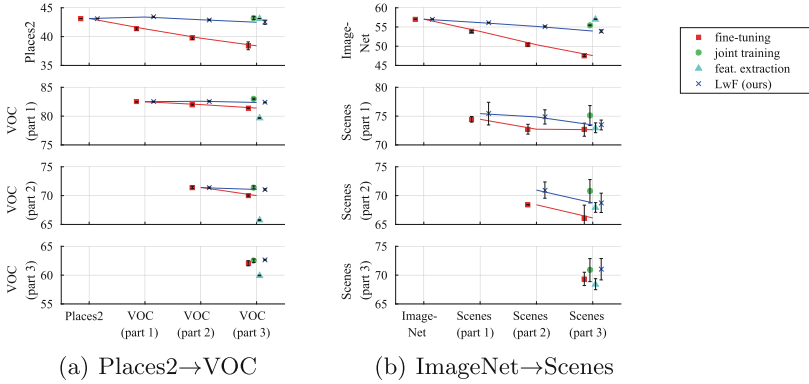 Places2
45
40
35
VOC
(part 1)
85
80
75
VOC
(part 2)
75
70
65
VOC
(part 3)
65
60
55
Places2
VOC
(part 1)
VOC
(part 2)
VOC
(part 3)
(a) Places2→VOC
Image-
Net
60
55
50
45
Scenes
(part 1)
85
80
75
70
Scenes
(part 2)
75
70
65
Scenes
(part 3)
75
70
65
Image-
Net
Scenes
(part 1)
Scenes
(part 2)
Scenes
(part 3)
(b) ImageNet→Scenes
fine-tuning
joint training
feat. extraction
LwF (ours)